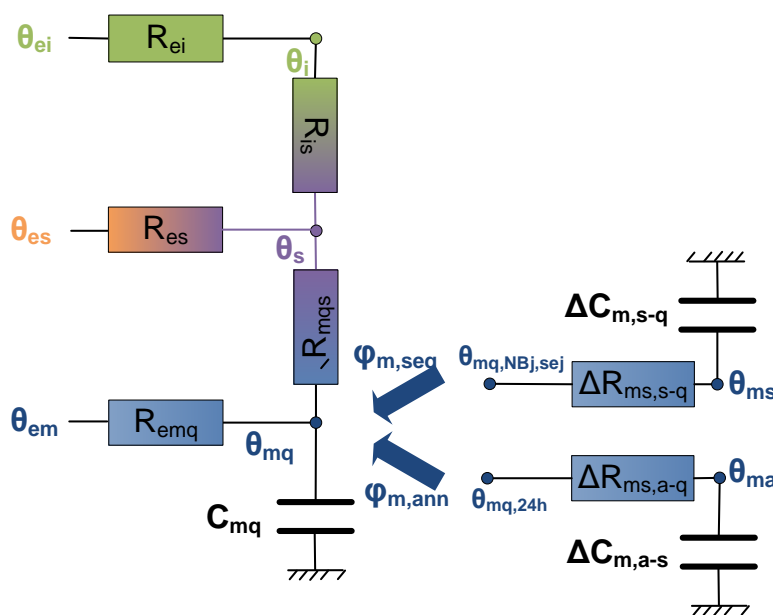 θei Rei
θi
Ris
θes Res
θs
Rmqs
θem Remq
θmq
Cmq
φm,seq
φm,ann
θmq,NBj,sej
ΔRms,s-q
θms
ΔCm,s-q
θmq,24h
ΔRms,a-q
θma
ΔCm,a-s